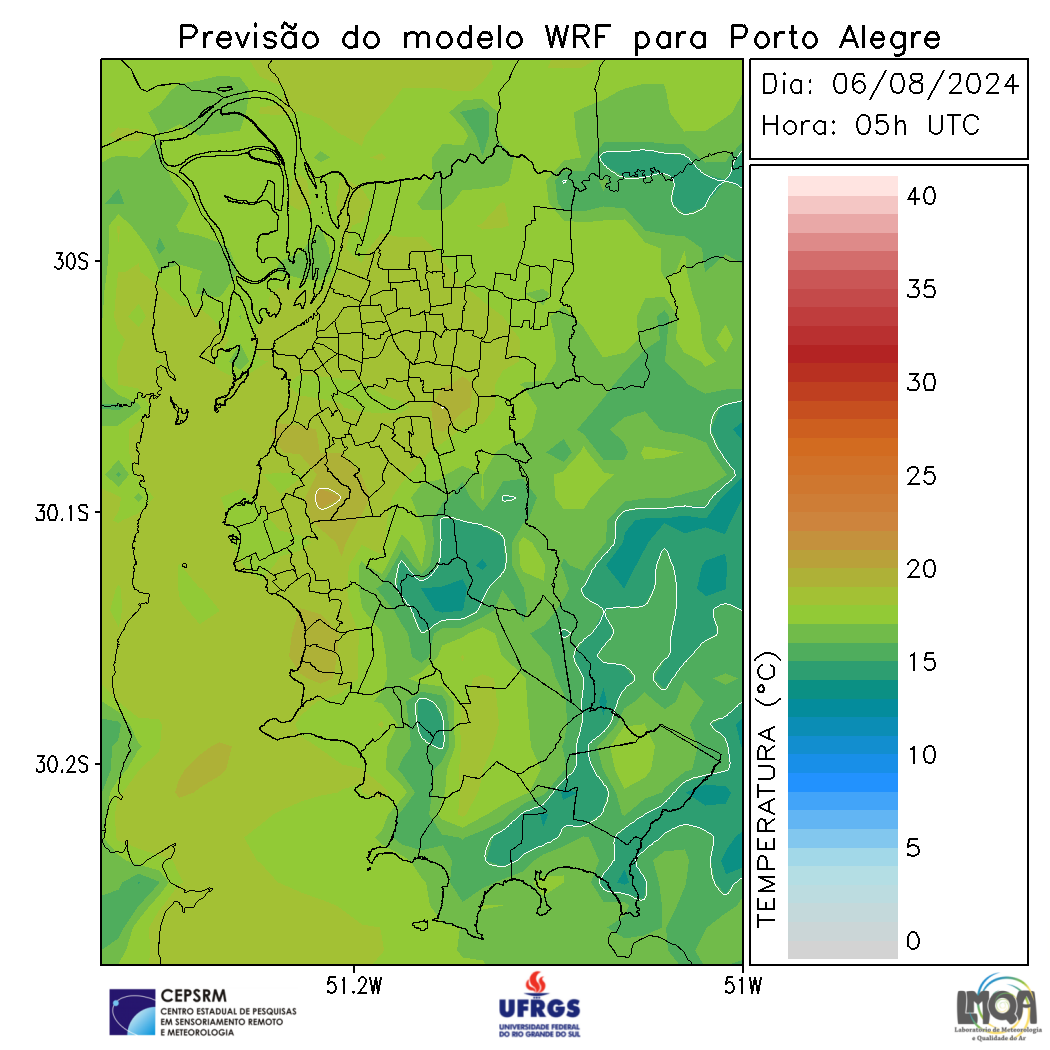 Previsão do modelo WRF para Porto Alegre
Dia: 06/08/2024
Hora: 05h UTC
30S
30.1S
30.2S
51.2W
51W
40
35
30
25
20
15
10
5
0
TEMPERATURA (°C)
CEPSRM
CENTRO ESTADUAL DE PESQUISAS
EM SENSORIAMENTO REMOTO
E METEOROLOGIA
UFRGS
UNIVERSIDADE FEDERAL
DO RIO GRANDE DO SUL
LMQA
Laboratório de Meteorologia
e Qualidade do Ar